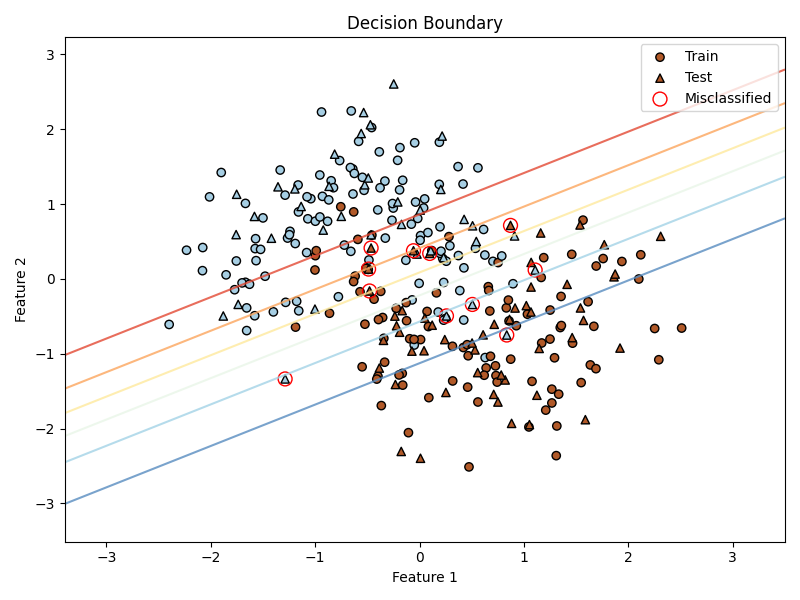 Decision Boundary
Train
Test
Misclassified
Feature 2
3
2
1
0
−1
−2
−3
−3
−2
−1
0
1
2
3
Feature 1